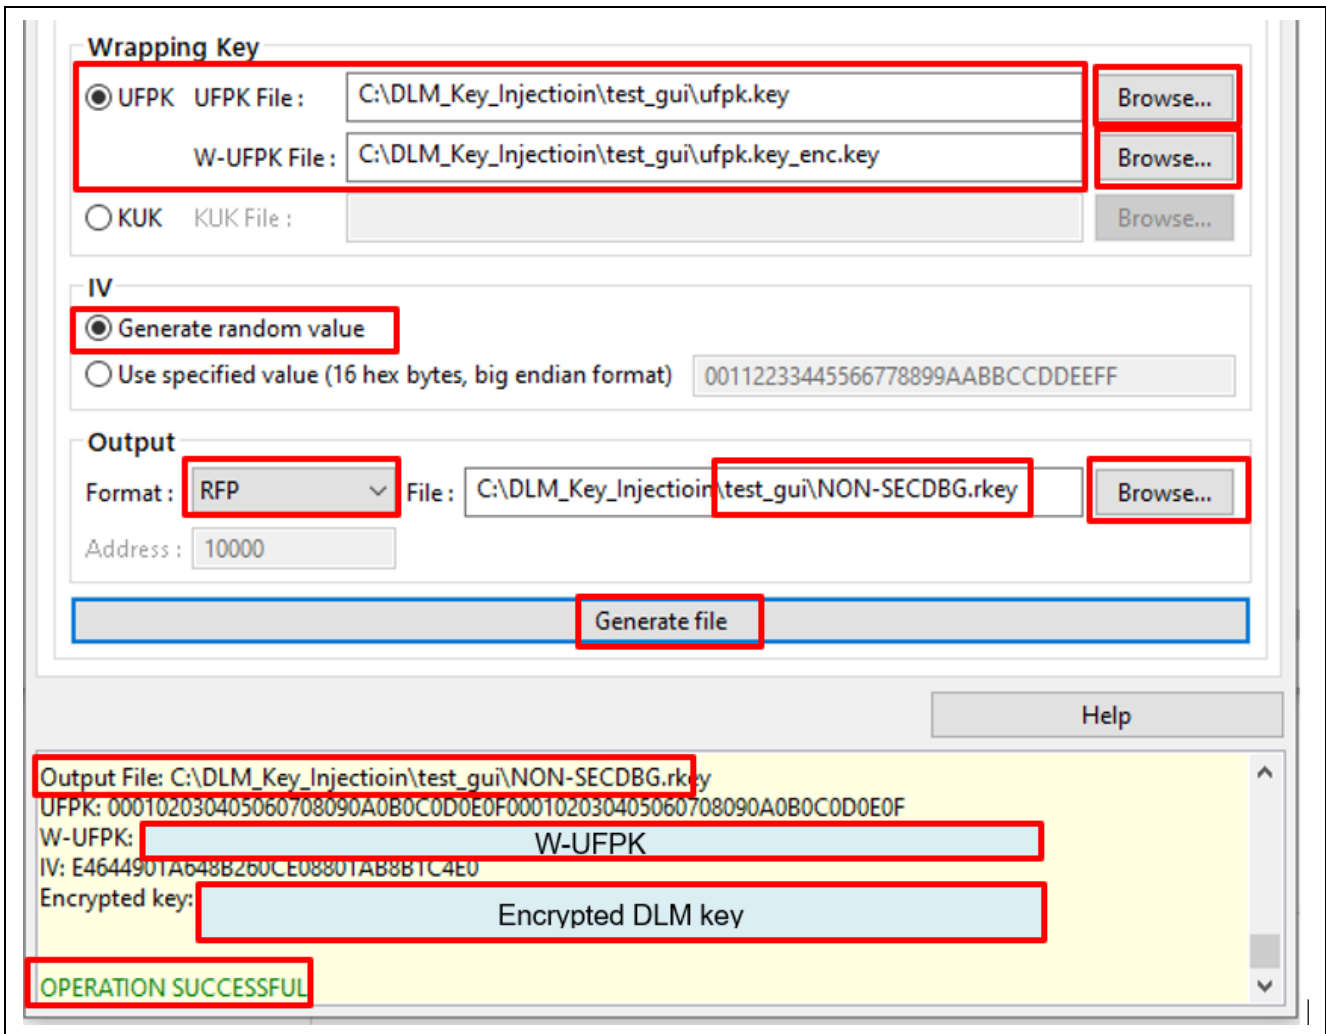 Wrapping Key
UFPK UFPK File : C:\DLM_Key_Injectioin\test_gui\ufpk.key Browse...
W-UFPK File : C:\DLM_Key_Injectioin\test_gui\ufpk.key_enc.key Browse...
KUK KUK File : Browse...
IV
Generate random value
Use specified value (16 hex bytes, big endian format) 00112233445566778899AABBCCDDEEFF
Output
Format : RFP File : C:\DLM_Key_Injectioin\test_gui\NON-SECDBG.rkey Browse...
Address : 10000
Generate file
Help
Output File: C:\DLM_Key_Injectioin\test_gui\NON-SECDBG.rkey
UFPK: 000102030405060708090A0B0C0D0E0F000102030405060708090A0B0C0D0E0F
W-UFPK: W-UFPK
IV: E4644901A648B260CE08801AB8B1C4E0
Encrypted key: Encrypted DLM key
OPERATION SUCCESSFUL